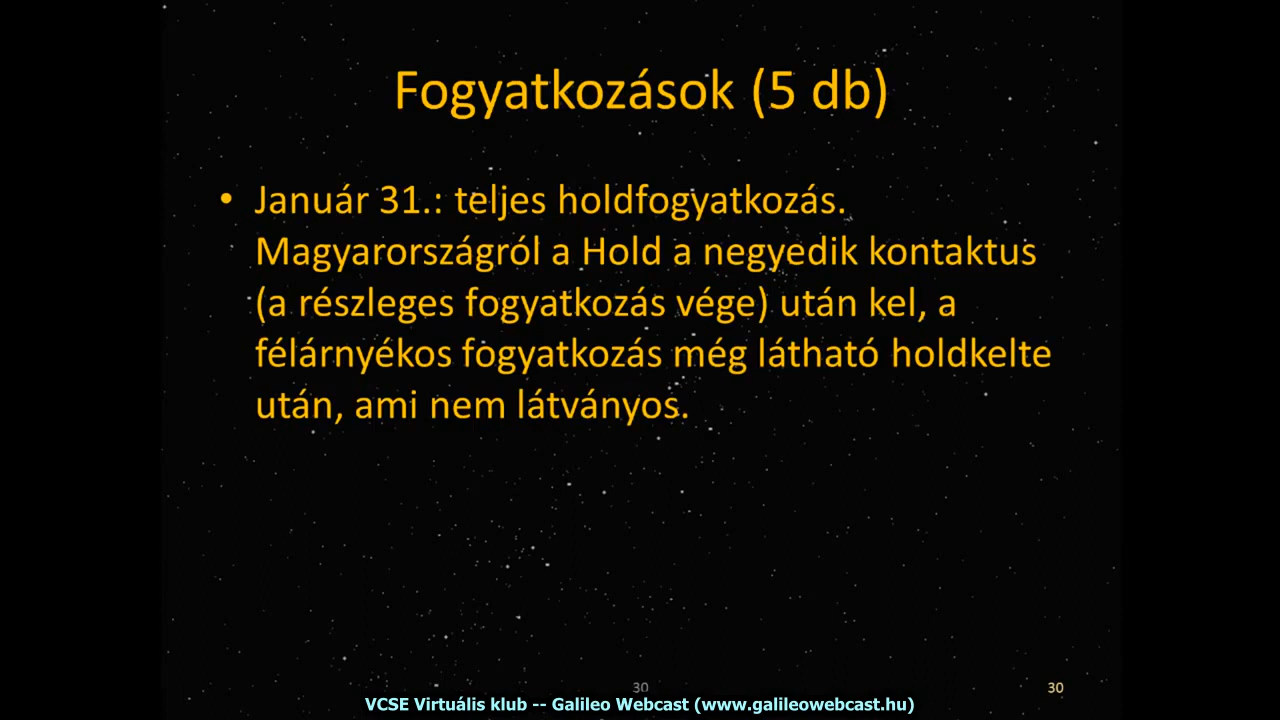 Fogyatkozások (5 db)
• Január 31.: teljes holdfogyatkozás.
Magyarországról a Hold a negyedik kontaktus
(a részleges fogyatkozás vége) után kel, a
félárnyékos fogyatkozás még látható holdkelte
után, ami nem látványos.
30
30
VCSE Virtuális klub -- Galileo Webcast (www.galileowebcast.hu)